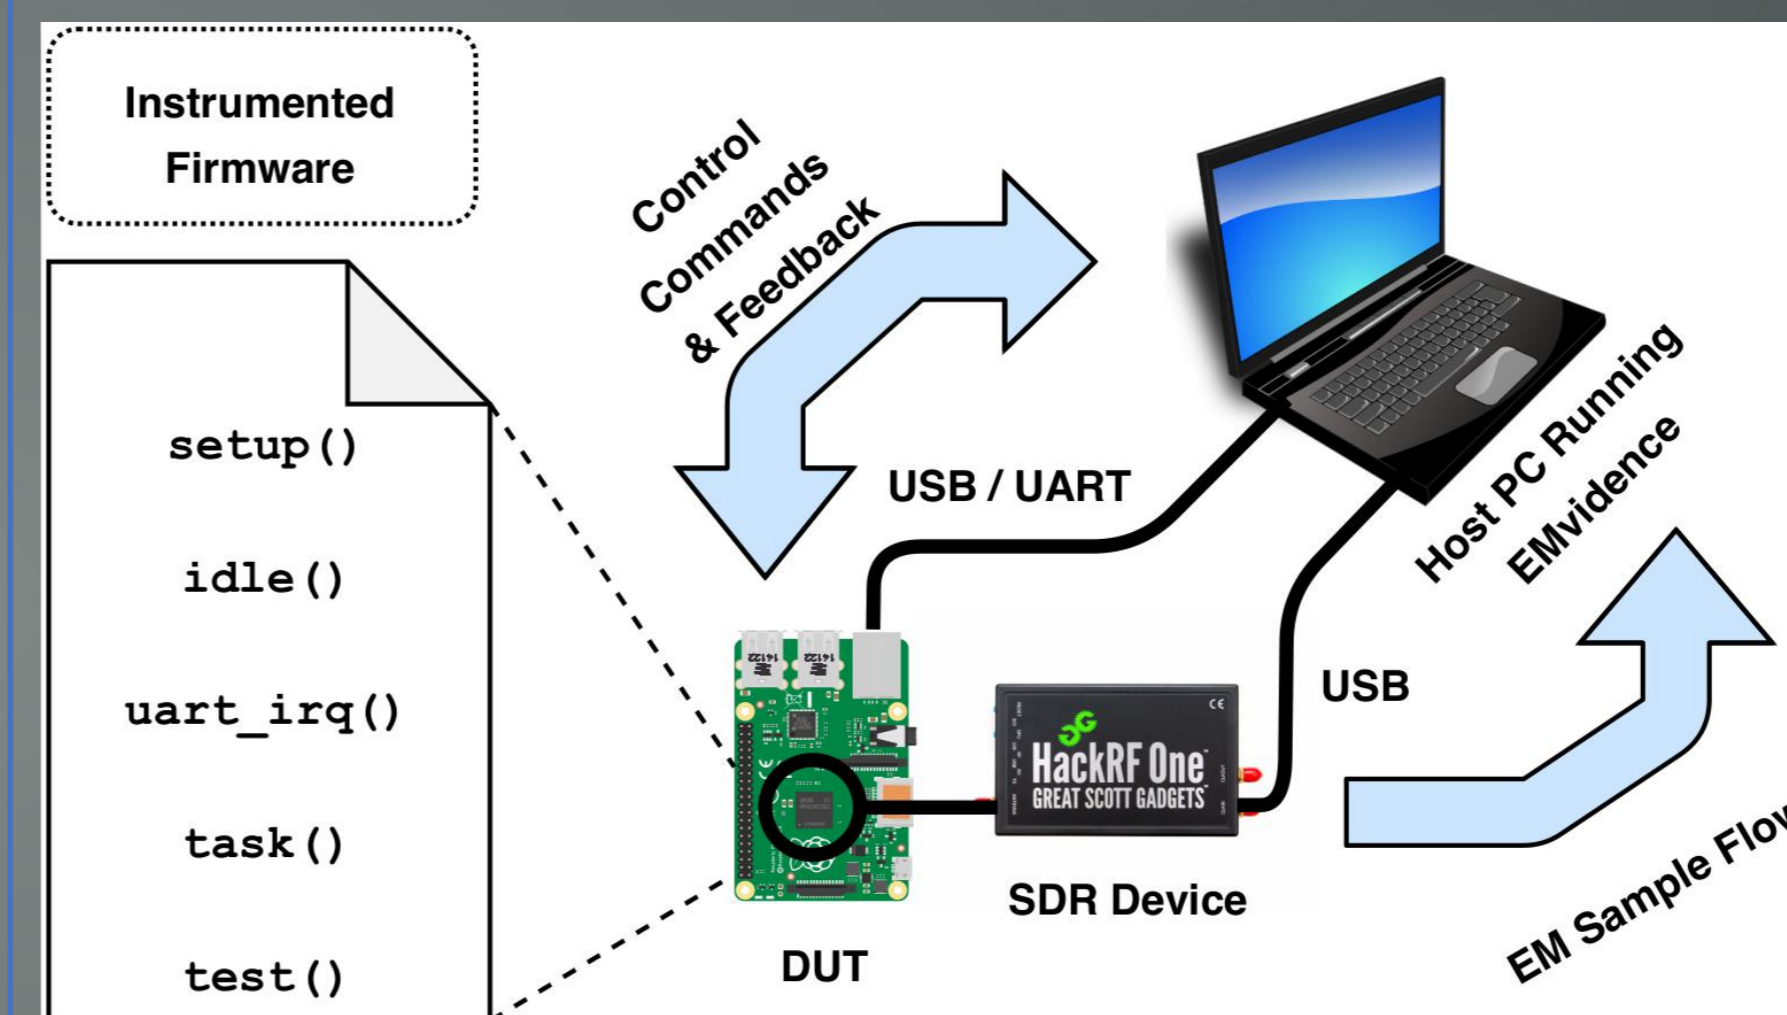 Instrumented
Firmware
setup()
idle()
uart_irq()
task()
test()
Control
Commands
& Feedback
USB / UART
Host PC Running
EMvidence
USB
HackRF One
GREAT SCOTT GADGETS
SDR Device
DUT
EM Sample Flow